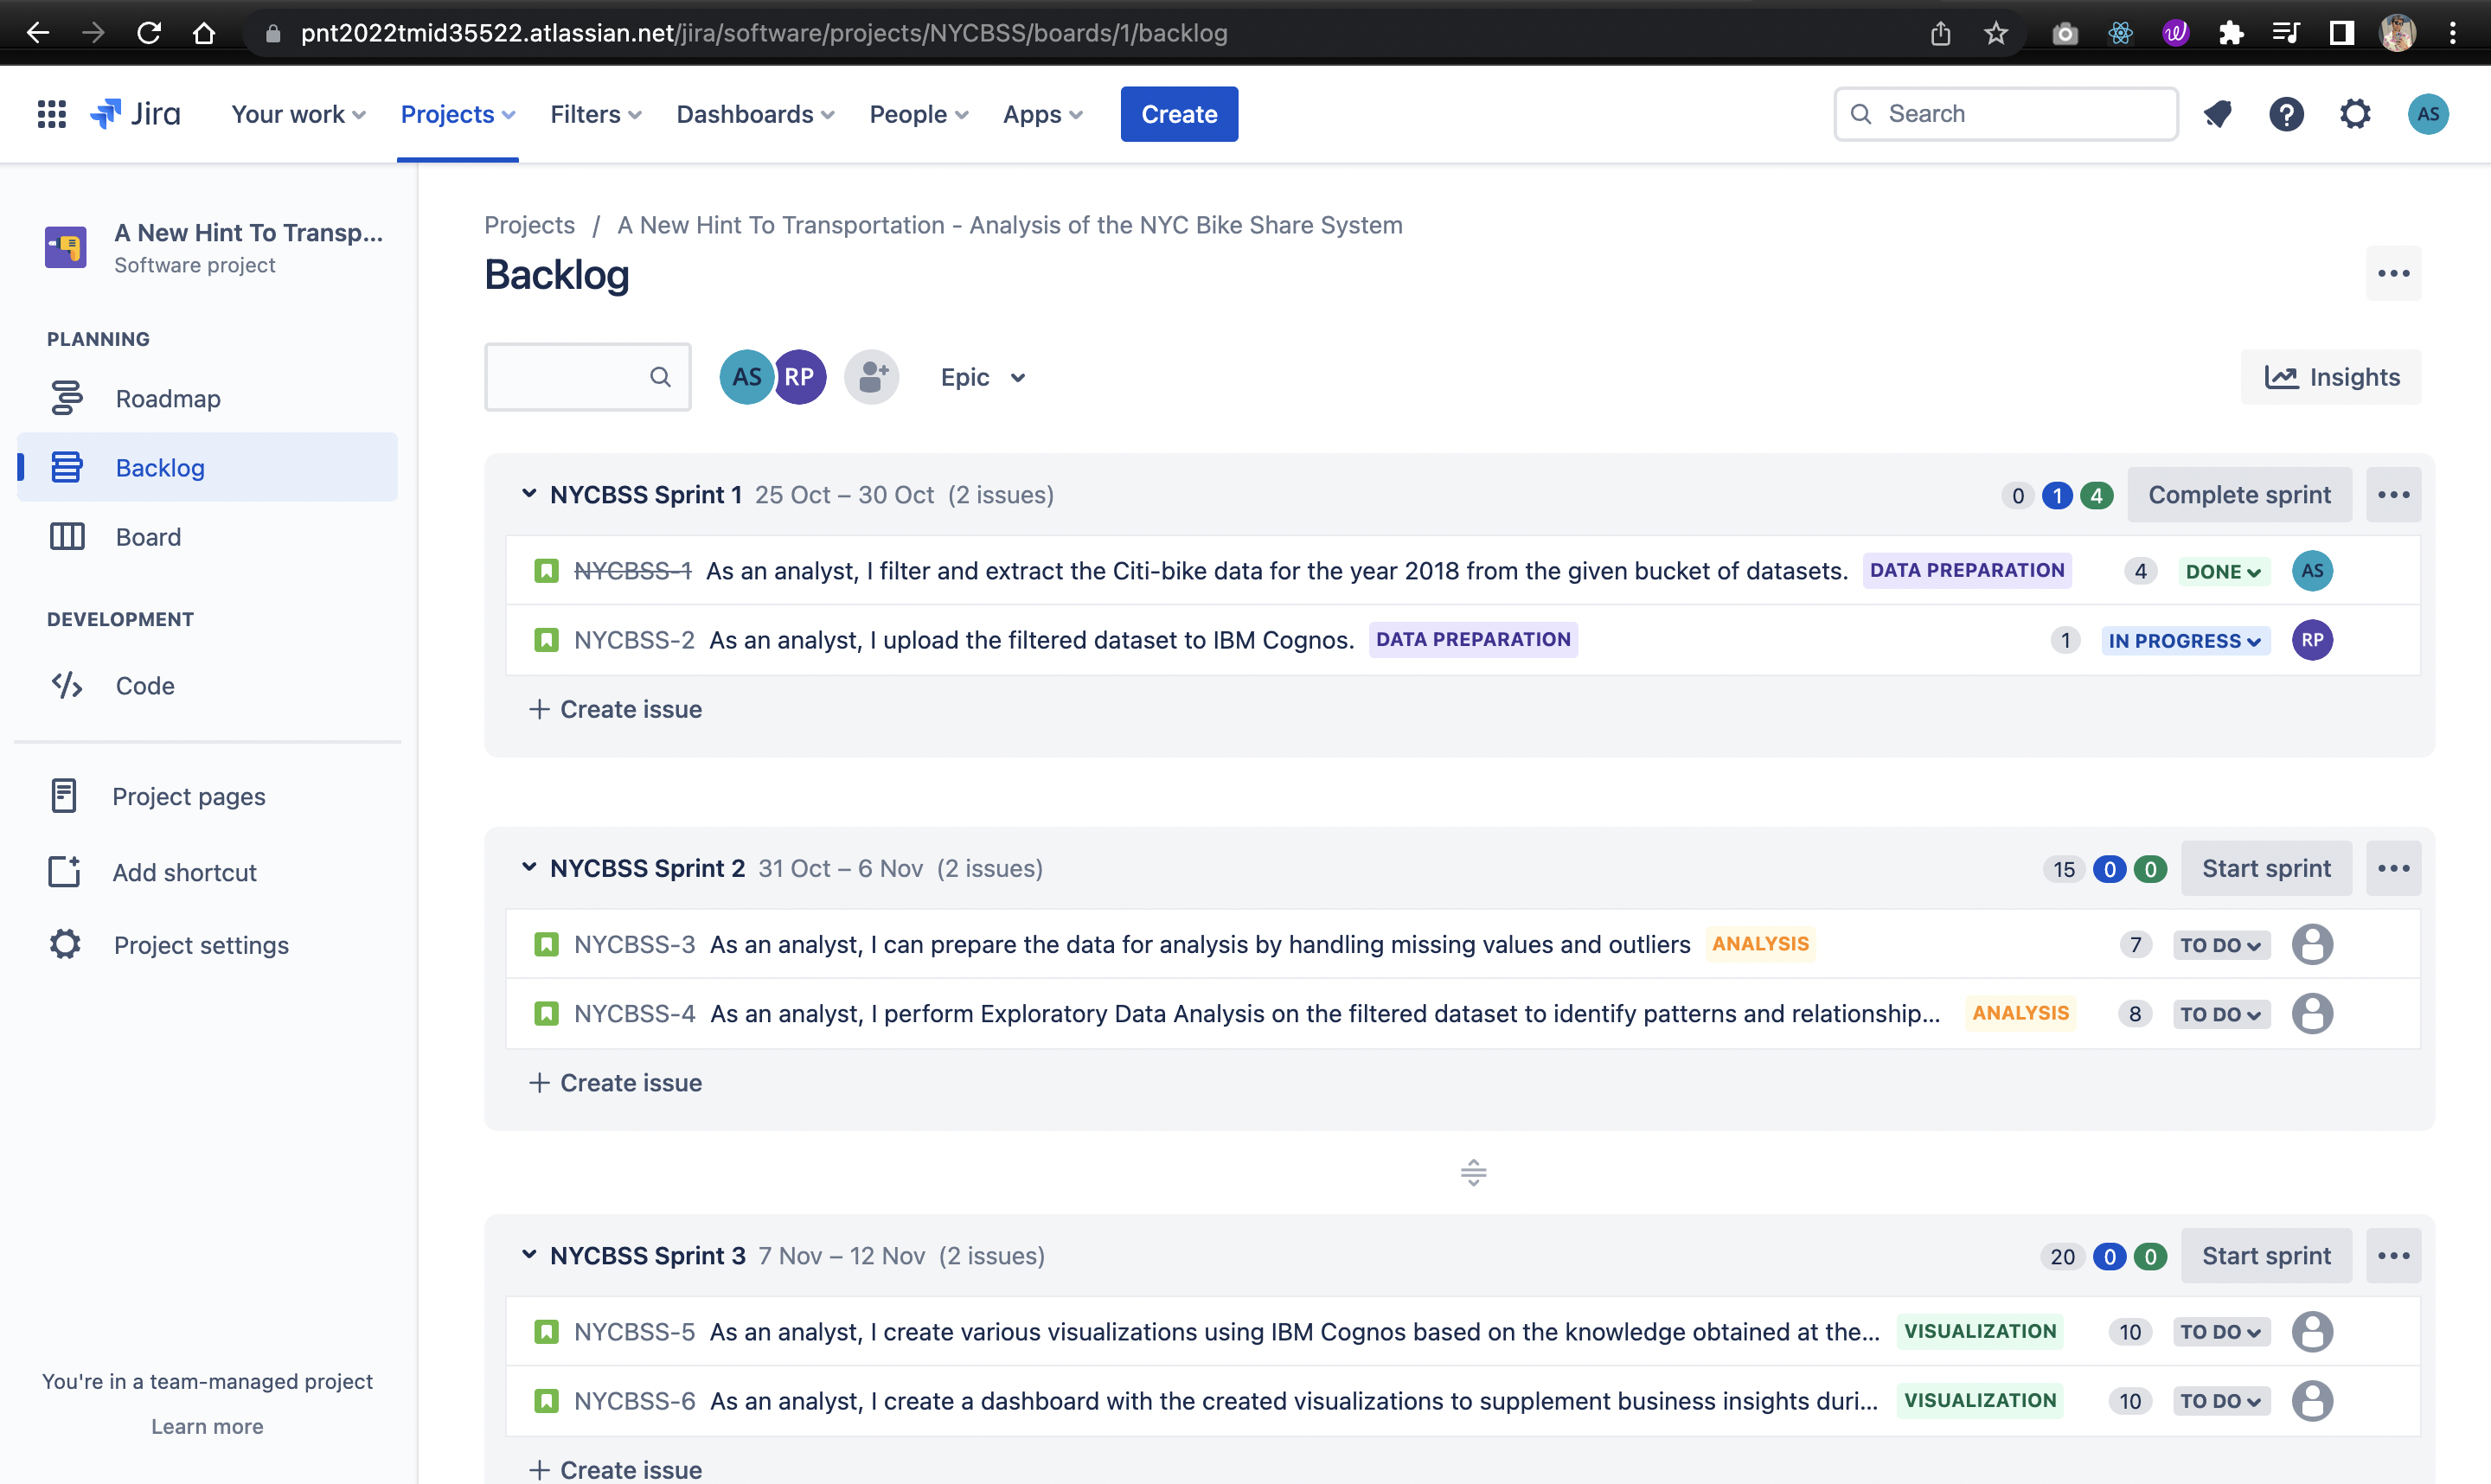 pnt2022tmid35522.atlassian.net/jira/software/projects/NYCBSS/boards/1/backlog
Jira Your work Projects Filters Dashboards People Apps Create Search AS
A New Hint To Transp...
Software project
PLANNING
Roadmap
Backlog
Board
DEVELOPMENT
Code
Project pages
Add shortcut
Project settings
You're in a team-managed project
Learn more
Projects / A New Hint To Transportation - Analysis of the NYC Bike Share System
Backlog
AS RP Epic Insights
NYCBSS Sprint 1 25 Oct – 30 Oct (2 issues) 0 1 4 Complete sprint
NYCBSS-1 As an analyst, I filter and extract the Citi-bike data for the year 2018 from the given bucket of datasets. DATA PREPARATION 4 DONE AS
NYCBSS-2 As an analyst, I upload the filtered dataset to IBM Cognos. DATA PREPARATION 1 IN PROGRESS RP
+ Create issue
NYCBSS Sprint 2 31 Oct – 6 Nov (2 issues) 15 0 0 Start sprint
NYCBSS-3 As an analyst, I can prepare the data for analysis by handling missing values and outliers ANALYSIS 7 TO DO
NYCBSS-4 As an analyst, I perform Exploratory Data Analysis on the filtered dataset to identify patterns and relationship... ANALYSIS 8 TO DO
+ Create issue
NYCBSS Sprint 3 7 Nov – 12 Nov (2 issues) 20 0 0 Start sprint
NYCBSS-5 As an analyst, I create various visualizations using IBM Cognos based on the knowledge obtained at the... VISUALIZATION 10 TO DO
NYCBSS-6 As an analyst, I create a dashboard with the created visualizations to supplement business insights duri... VISUALIZATION 10 TO DO
+ Create issue